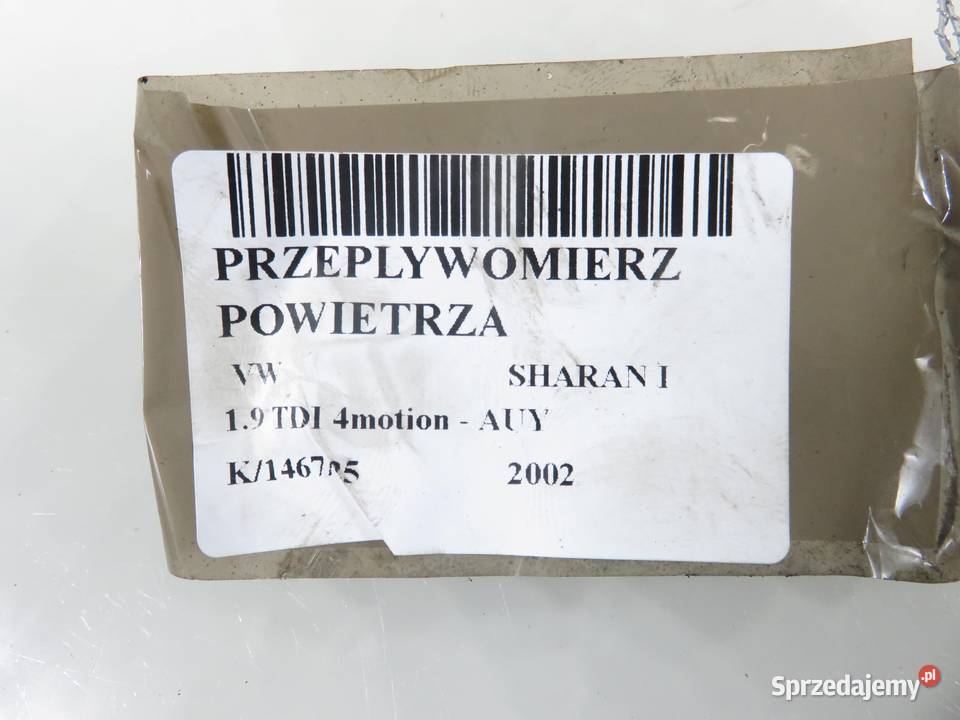 PRZEPLYWOMIERZ
POWIETRZA
VW SHARAN I
1.9 TDI 4motion - AUY
2002
Sprzedajemy.pl